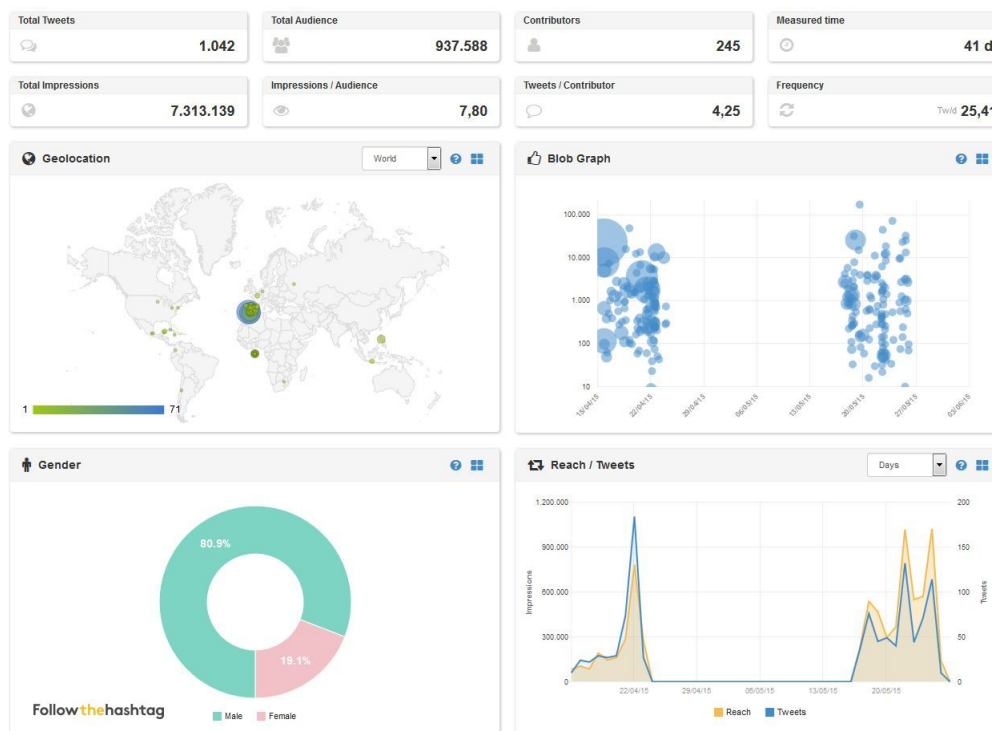 Total Tweets
1.042
Total Audience
937.588
Contributors
245
Measured time
41 d
Total Impressions
7.313.139
Impressions / Audience
7,80
Tweets / Contributor
4,25
Frequency
Tw/d 25,41
Geolocation
World
?
1
71
Blob Graph
?
100.000
10.000
1.000
100
10
15/04/15
22/04/15
29/04/15
06/05/15
13/05/15
20/05/15
27/05/15
03/06/15
Gender
?
80.9%
19.1%
Followthehashtag
Male
Female
Reach / Tweets
Days
?
1.200.000
900.000
600.000
300.000
0
Impressions
200
150
100
50
0
Tweets
22/04/15
29/04/15
06/05/15
13/05/15
20/05/15
Reach
Tweets